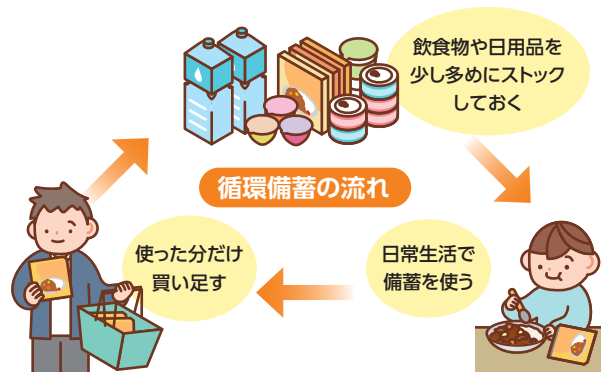 飲食物や日用品を
少し多めにストック
しておく
循環備蓄の流れ
使った分だけ
買い足す
日常生活で
備蓄を使う